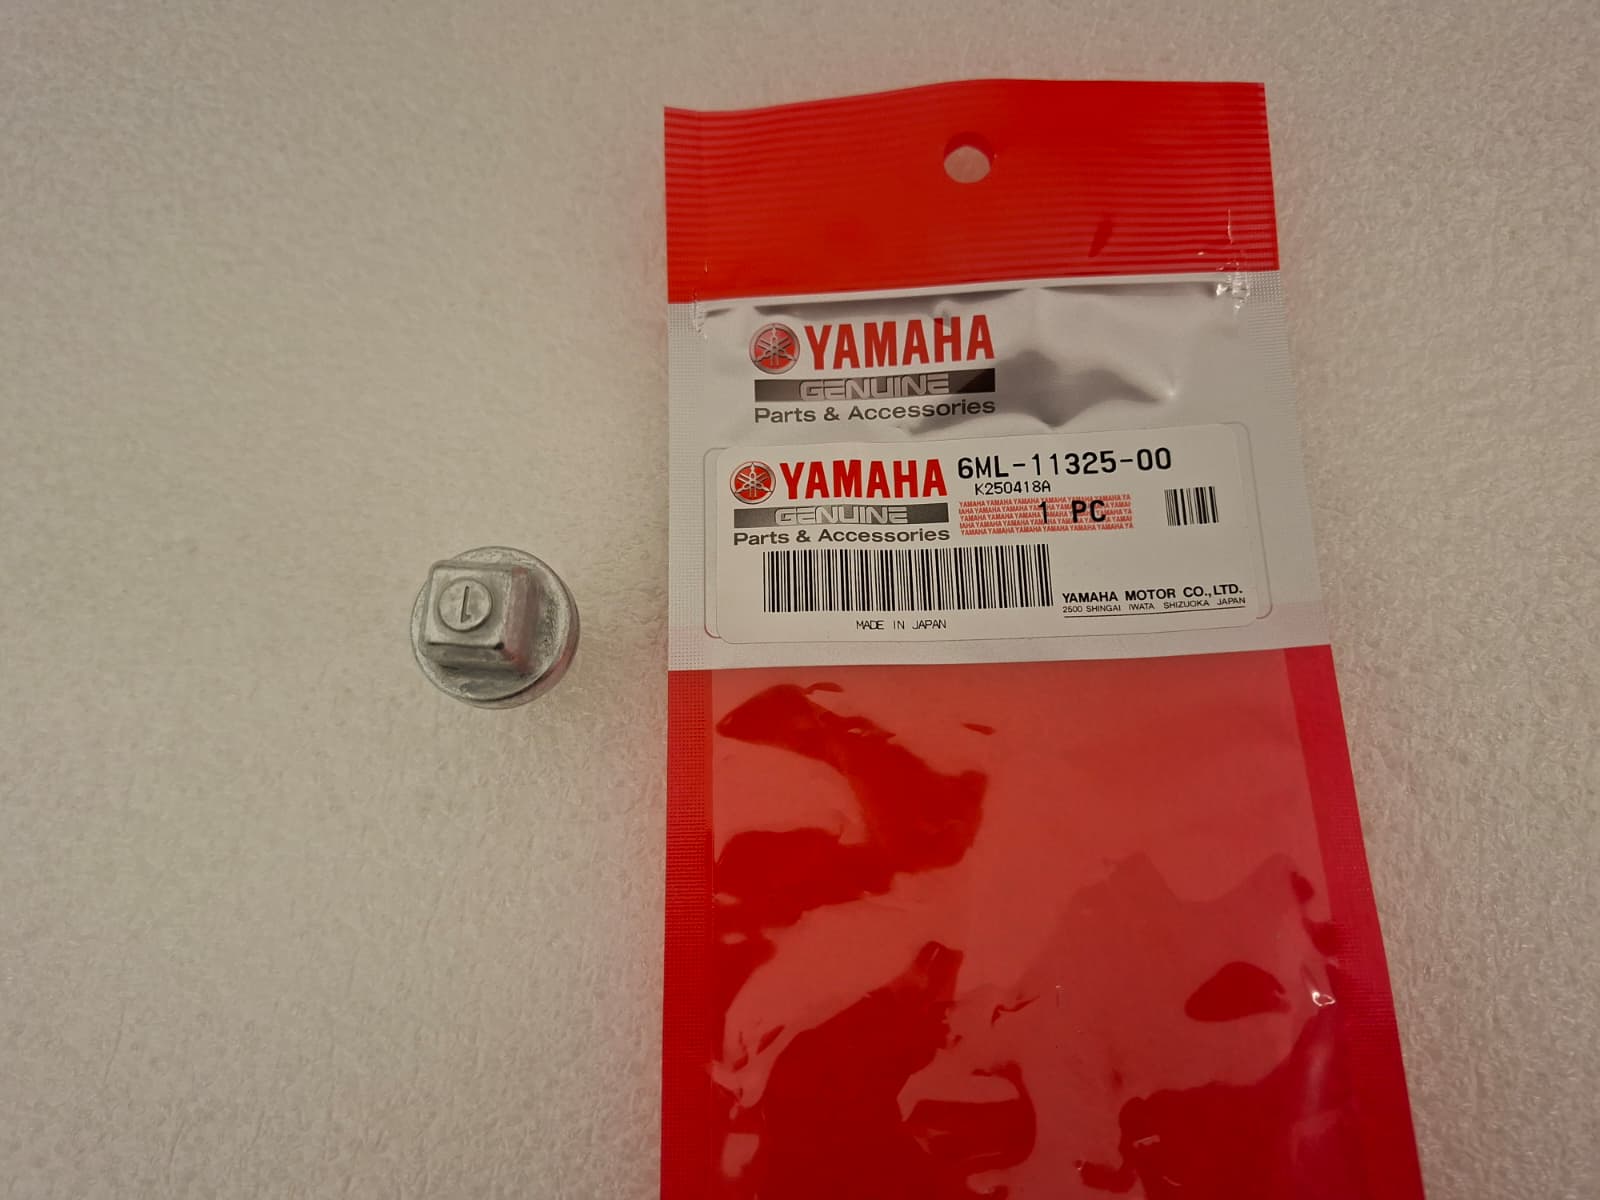 YAMAHA
GENUINE
Parts & Accessories
YAMAHA
GENUINE
Parts & Accessories
6ML-11325-00
K250418A
1 PC
MADE IN JAPAN
YAMAHA MOTOR CO.,LTD.
2500 SHINGAI IWATA SHIZUOKA JAPAN
1